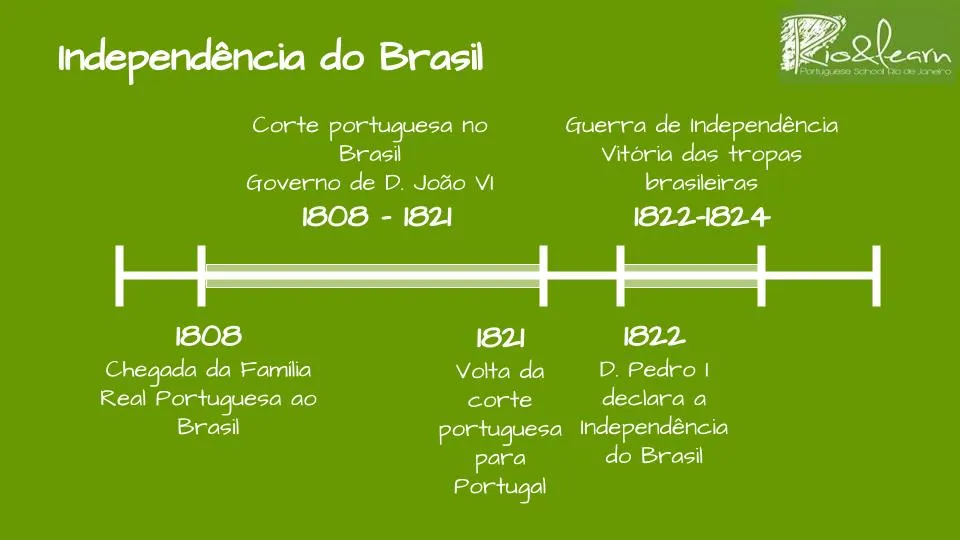 Independência do Brasil
Rio&learn
Portuguese School Rio de Janeiro
Corte portuguesa no
Brasil
Governo de D. João VI
1808 - 1821
Guerra de Independência
Vitória das tropas
brasileiras
1822-1824
1808
Chegada da Família
Real Portuguesa ao
Brasil
1821
Volta da
corte
portuguesa
para
Portugal
1822
D. Pedro I
declara a
Independência
do Brasil